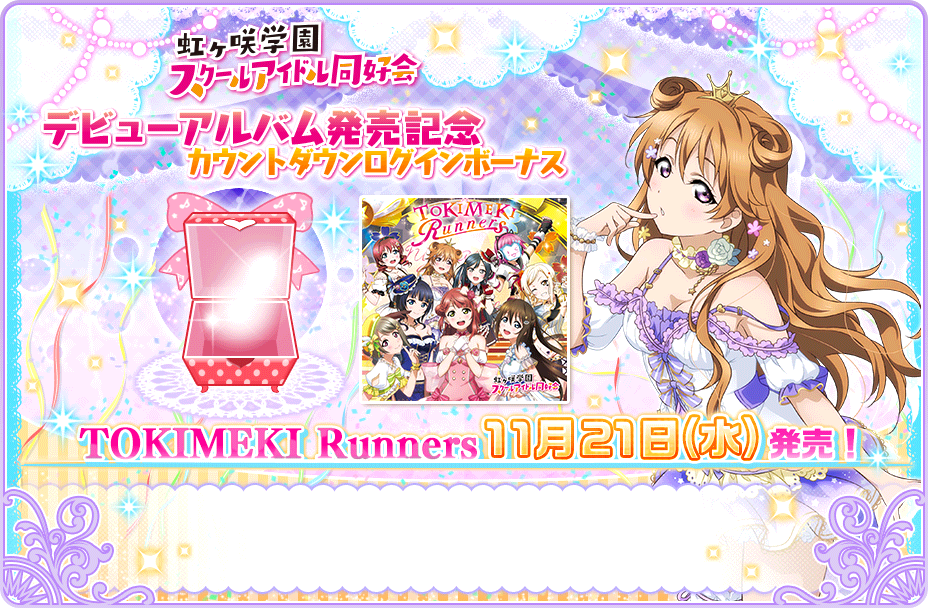 虹ヶ咲学園
スクールアイドル同好会
デビューアルバム発売記念
カウントダウンログインボーナス
TOKIMEKI
Runners
虹ヶ咲学園
スクールアイドル同好会
TOKIMEKI Runners 11月21日(水)発売!